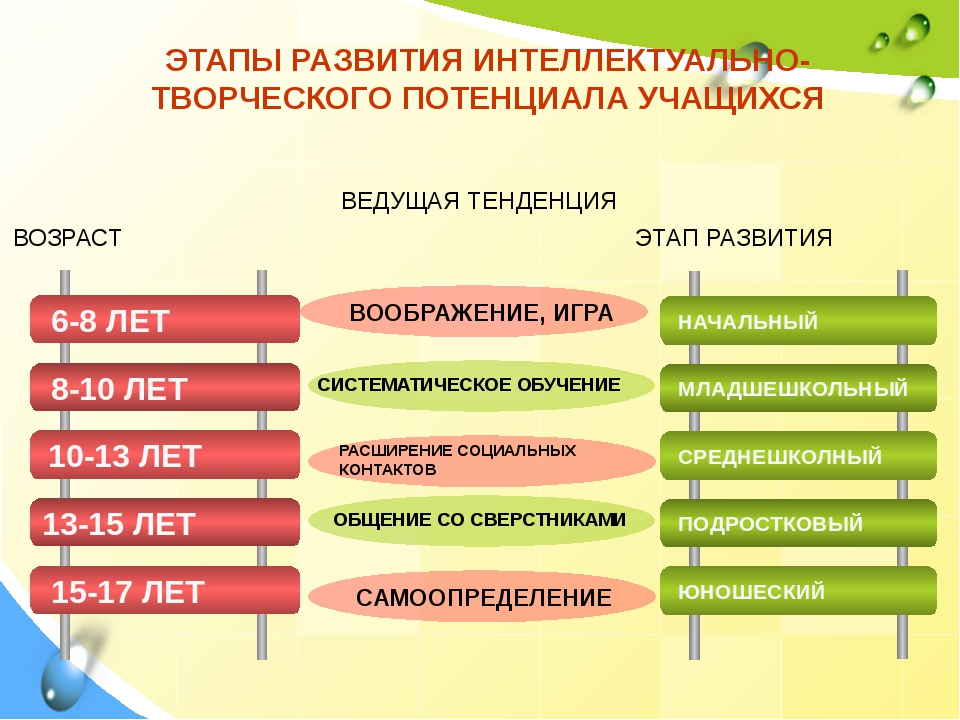 ЭТАПЫ РАЗВИТИЯ ИНТЕЛЛЕКТУАЛЬНО-
ТВОРЧЕСКОГО ПОТЕНЦИАЛА УЧАЩИХСЯ
ВЕДУЩАЯ ТЕНДЕНЦИЯ
ВОЗРАСТ
ЭТАП РАЗВИТИЯ
6-8 ЛЕТ
ВООБРАЖЕНИЕ, ИГРА
НАЧАЛЬНЫЙ
8-10 ЛЕТ
СИСТЕМАТИЧЕСКОЕ ОБУЧЕНИЕ
МЛАДШЕШКОЛЬНЫЙ
10-13 ЛЕТ
РАСШИРЕНИЕ СОЦИАЛЬНЫХ
КОНТАКТОВ
СРЕДНЕШКОЛНЫЙ
13-15 ЛЕТ
ОБЩЕНИЕ СО СВЕРСТНИКАМИ
ПОДРОСТКОВЫЙ
15-17 ЛЕТ
САМООПРЕДЕЛЕНИЕ
ЮНОШЕСКИЙ